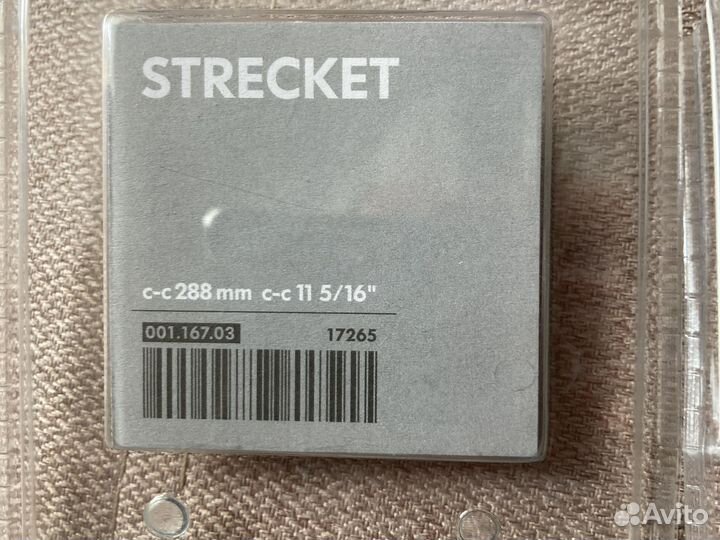 STRECKET
c-c 288 mm c-c 11 5/16"
001.167.03 17265
Avito